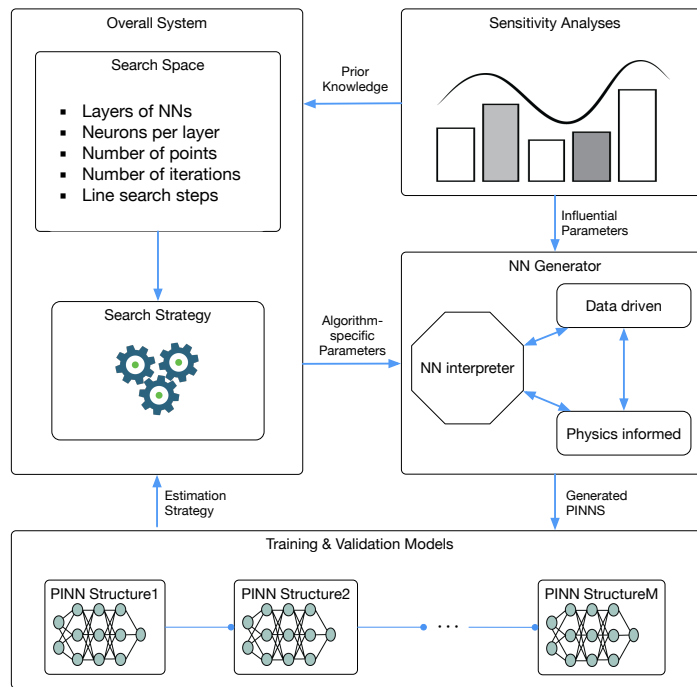 Overall System
Search Space
▪ Layers of NNs
▪ Neurons per layer
▪ Number of points
▪ Number of iterations
▪ Line search steps
Search Strategy
Prior
Knowledge
Sensitivity Analyses
Influential
Parameters
Algorithm-
specific
Parameters
NN Generator
Data driven
NN interpreter
Physics informed
Estimation
Strategy
Generated
PINNS
Training & Validation Models
PINN Structure1
PINN Structure2
· · ·
PINN StructureM